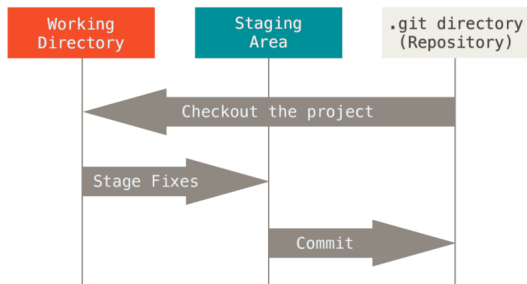 Working
Directory
Staging
Area
.git directory
(Repository)
Checkout the project
Stage Fixes
Commit